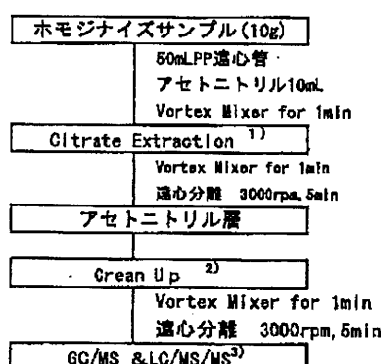 ホモジナイズサンプル(10g)
50mLPP遠心管
アセトニトリル10mL
Vortex Mixer for 1min
Citrate Extraction 1)
Vortex Mixer for 1min
遠心分離 3000rpm,5min
アセトニトリル層
Crean Up 2)
Vortex Mixer for 1min
遠心分離 3000rpm,5min
GC/MS &LC/MS/MS3)